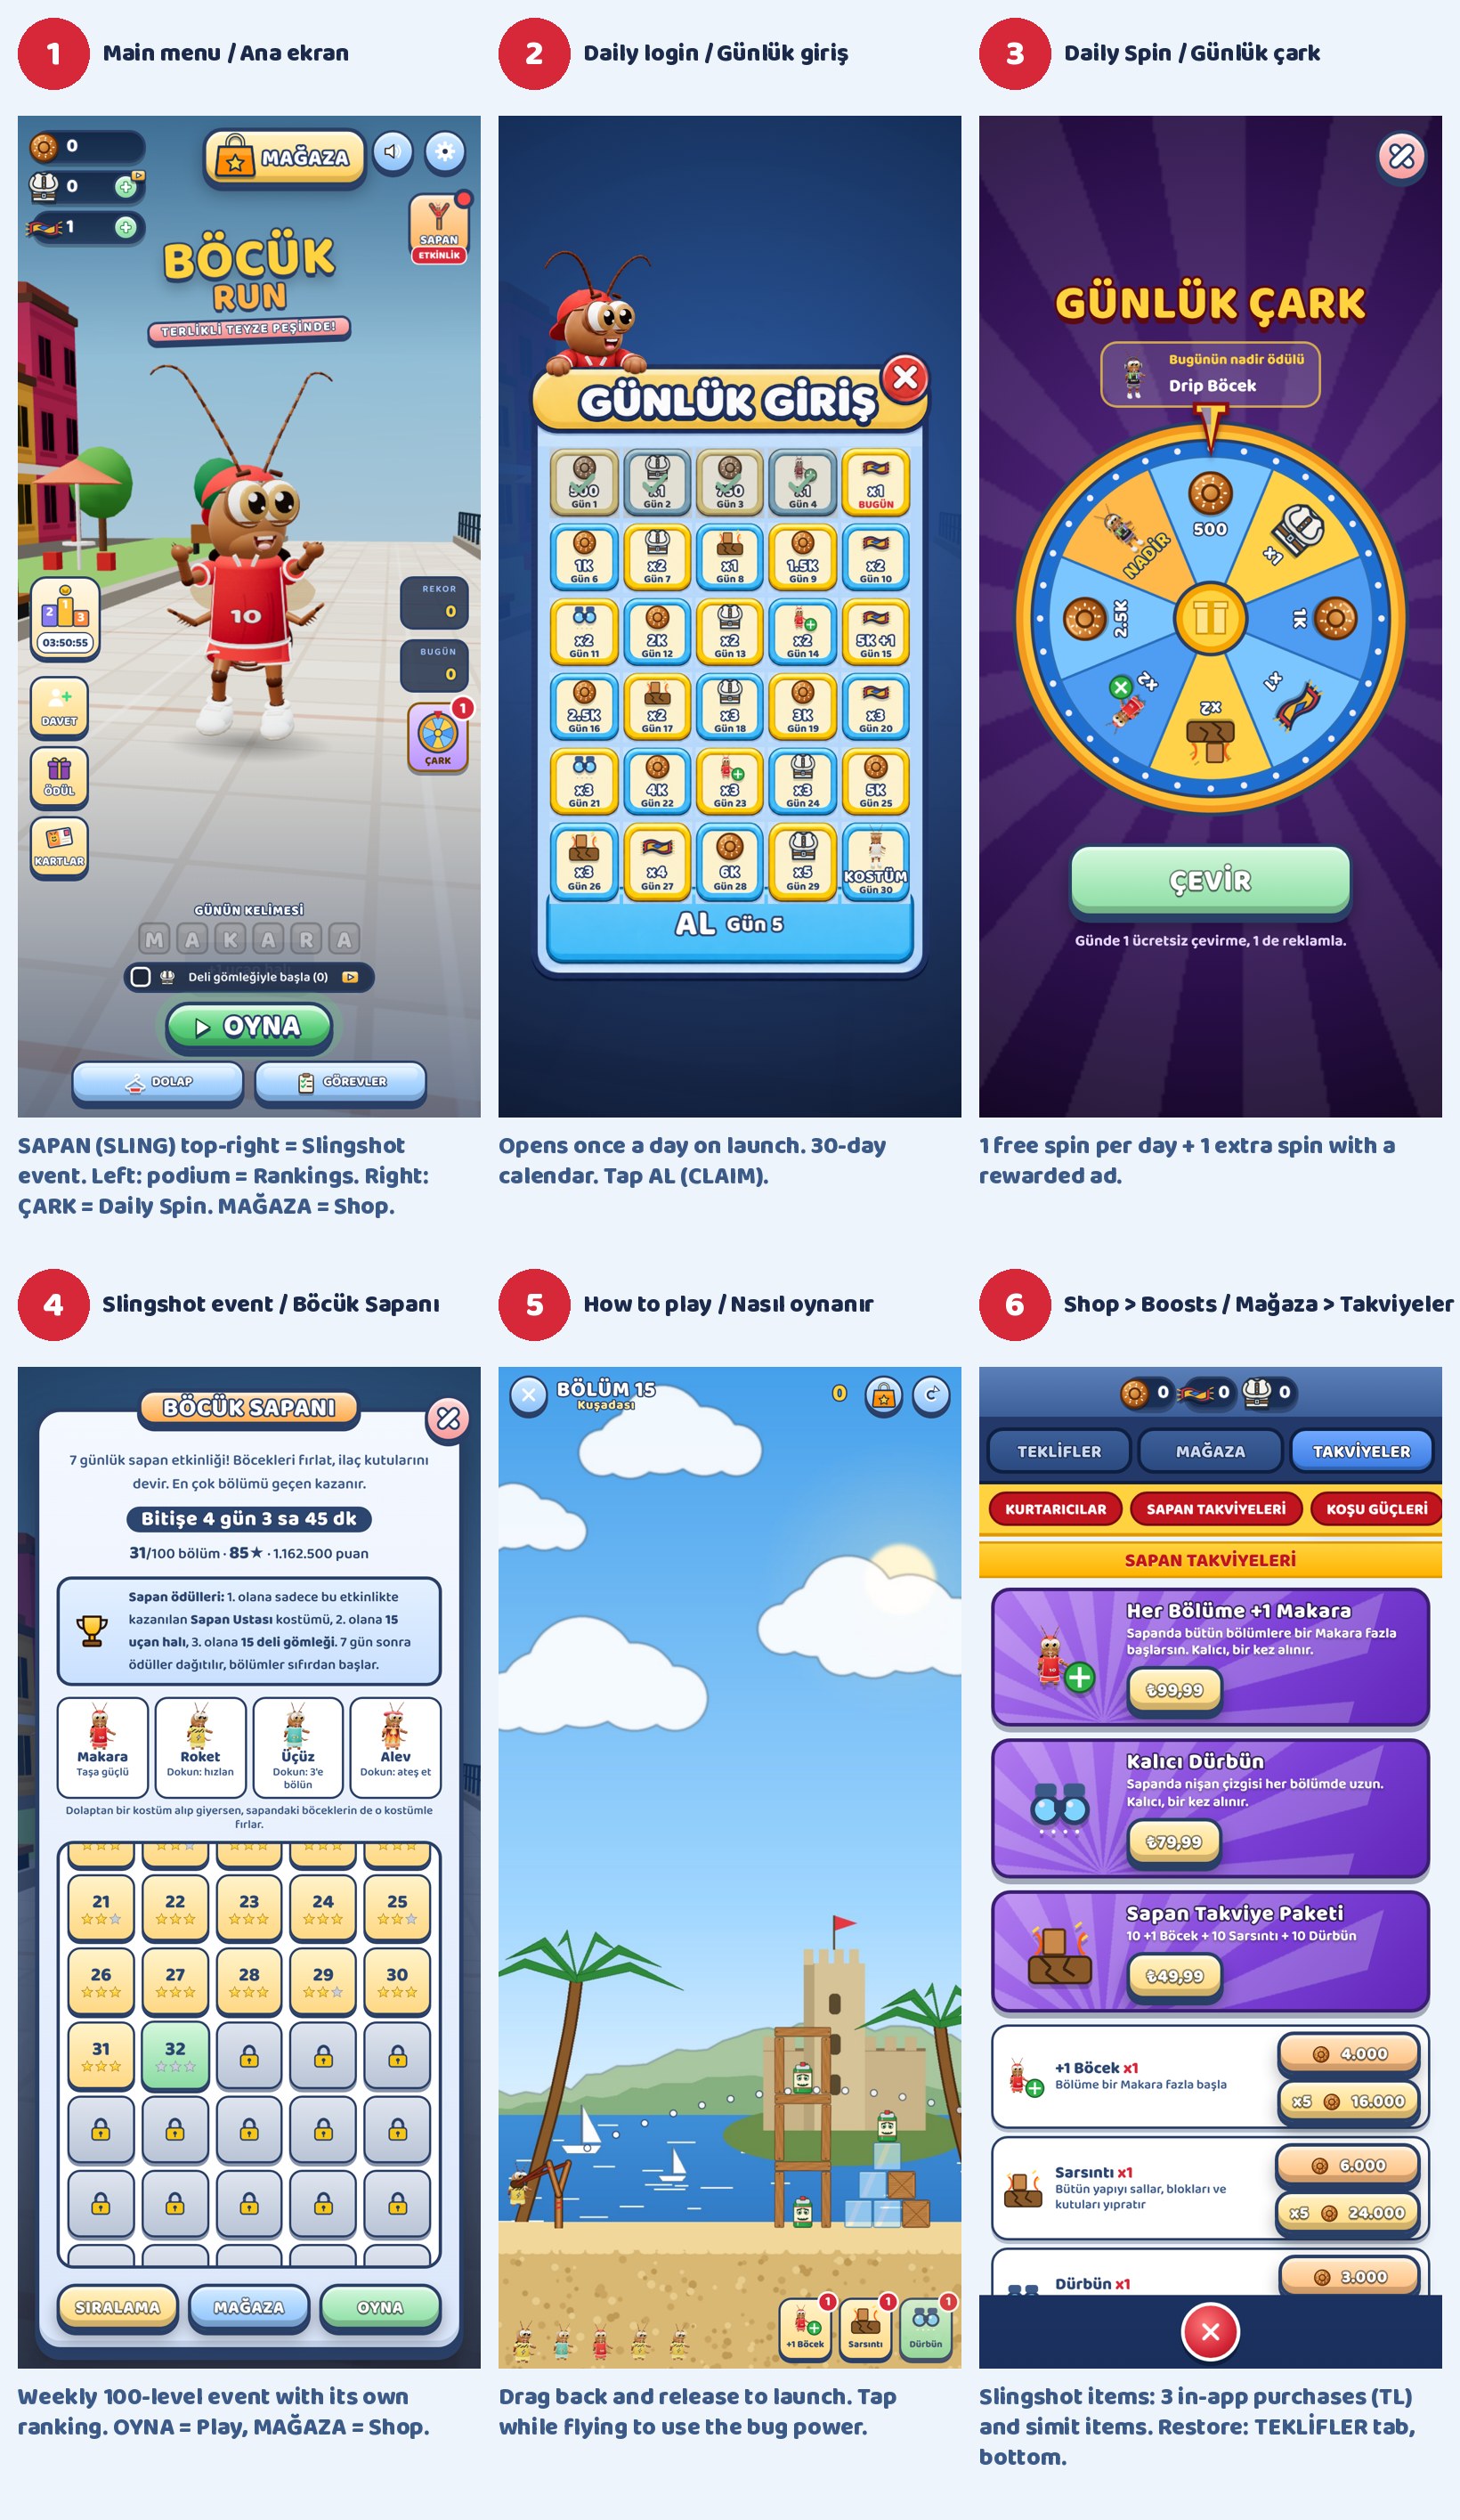 1
Main menu / Ana ekran
0
MAĞAZA
0
1
SAPAN
ETKİNLİK
BÖCÜK
RUN
TERLİKLİ TEYZE PEŞİNDE!
10
2 1 3
03:50:55
REKOR
0
BUGÜN
0
DAVET
1
ÇARK
ÖDÜL
KARTLAR
GÜNÜN KELİMESİ
M A K A R A
Deli gömleğiyle başla (0)
OYNA
DOLAP
GÖREVLER
SAPAN (SLING) top-right = Slingshot
event. Left: podium = Rankings. Right:
ÇARK = Daily Spin. MAĞAZA = Shop.
2
Daily login / Günlük giriş
GÜNLÜK GİRİŞ
500 x1 x1 x1
Gün 1 Gün 2 Gün 3 Gün 4 BUGÜN
1K x2 x1 1.5K x2
Gün 6 Gün 7 Gün 8 Gün 9 Gün 10
x2 2K x2 x2 5K +1
Gün 11 Gün 12 Gün 13 Gün 14 Gün 15
2.5K x2 x3 3K x3
Gün 16 Gün 17 Gün 18 Gün 19 Gün 20
x3 4K x3 x3 5K
Gün 21 Gün 22 Gün 23 Gün 24 Gün 25
x3 x4 6K x5 KOSTÜM
Gün 26 Gün 27 Gün 28 Gün 29 Gün 30
AL Gün 5
Opens once a day on launch. 30-day
calendar. Tap AL (CLAIM).
3
Daily Spin / Günlük çark
GÜNLÜK ÇARK
Bugünün nadir ödülü
Drip Böcek
500
x1
1K
x1
x2
x2
2.5K
NADİR
ÇEVİR
Günde 1 ücretsiz çevirme, 1 de reklamla.
1 free spin per day + 1 extra spin with a
rewarded ad.
4
Slingshot event / Böcük Sapanı
BÖCÜK SAPANI
7 günlük sapan etkinliği! Böcekleri fırlat, ilaç kutularını
devir. En çok bölümü geçen kazanır.
Bitişe 4 gün 3 sa 45 dk
31/100 bölüm · 85★ · 1.162.500 puan
Sapan ödülleri: 1. olana sadece bu etkinlikte
kazanılan Sapan Ustası kostümü, 2. olana 15
uçan halı, 3. olana 15 deli gömleği. 7 gün sonra
ödüller dağıtılır, bölümler sıfırdan başlar.
Makara Roket Üçüz Alev
Taşa güçlü Dokun: hızlan Dokun: 3'e bölün Dokun: ateş et
Dolaptan bir kostüm alıp giyersen, sapandaki böceklerin de o kostümle
fırlar.
21 22 23 24 25
26 27 28 29 30
31 32
SIRALAMA MAĞAZA OYNA
Weekly 100-level event with its own
ranking. OYNA = Play, MAĞAZA = Shop.
5
How to play / Nasıl oynanır
BÖLÜM 15
Kuşadası
0
1 1 1
+1 Böcek Sarsıntı Dürbün
Drag back and release to launch. Tap
while flying to use the bug power.
6
Shop > Boosts / Mağaza > Takviyeler
0 0 0
TEKLİFLER MAĞAZA TAKVİYELER
KURTARICILAR SAPAN TAKVİYELERİ KOŞU GÜÇLERİ
SAPAN TAKVİYELERİ
Her Bölüme +1 Makara
Sapanda bütün bölümlere bir Makara fazla
başlarsın. Kalıcı, bir kez alınır.
₺99,99
Kalıcı Dürbün
Sapanda nişan çizgisi her bölümde uzun.
Kalıcı, bir kez alınır.
₺79,99
Sapan Takviye Paketi
10 +1 Böcek + 10 Sarsıntı + 10 Dürbün
₺49,99
+1 Böcek x1
Bölüme bir Makara fazla başla
4.000
x5 16.000
Sarsıntı x1
Bütün yapıyı sallar, blokları ve
kutuları yıpratır
6.000
x5 24.000
Dürbün x1
3.000
Slingshot items: 3 in-app purchases (TL)
and simit items. Restore: TEKLİFLER tab,
bottom.